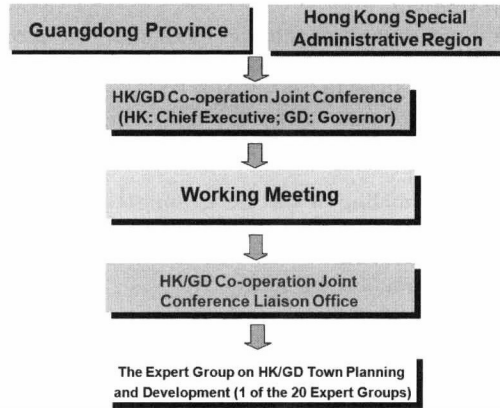 Guangdong Province
Hong Kong Special
Administrative Region
HK/GD Co-operation Joint Conference
(HK: Chief Executive; GD: Governor)
Working Meeting
HK/GD Co-operation Joint
Conference Liaison Office
The Expert Group on HK/GD Town Planning
and Development (1 of the 20 Expert Groups)